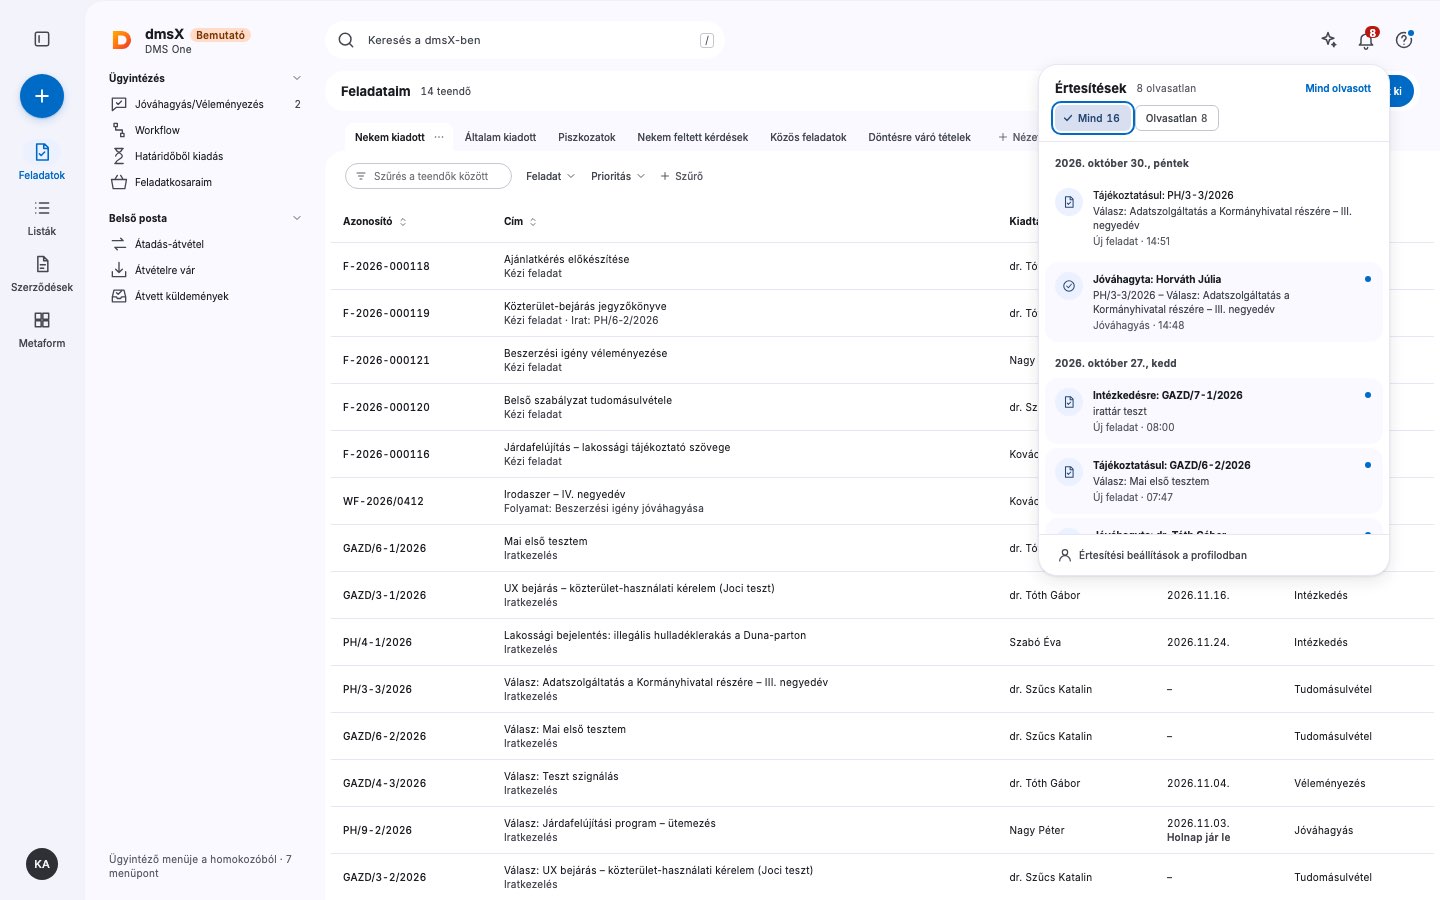 dmsX Bemutató
DMS One
Keresés a dmsX-ben /
8
Feladatok
Listák
Szerződések
Metaform
KA
Ügyintézés
Jóváhagyás/Véleményezés 2
Workflow
Határidőből kiadás
Feladatkosaraim
Belső posta
Átadás-átvétel
Átvételre vár
Átvett küldemények
Ügyintéző menüje a homokozóból · 7
menüpont
Feladataim 14 teendő
ki
Nekem kiadott ··· Általam kiadott Piszkozatok Nekem feltett kérdések Közös feladatok Döntésre váró tételek + Nézet
Szűrés a teendők között Feladat Prioritás + Szűrő
Azonosító Cím Kiadta
F-2026-000118 Ajánlatkérés előkészítése dr. Tó
Kézi feladat
F-2026-000119 Közterület-bejárás jegyzőkönyve dr. Tó
Kézi feladat · Irat: PH/6-2/2026
F-2026-000121 Beszerzési igény véleményezése Nagy
Kézi feladat
F-2026-000120 Belső szabályzat tudomásulvétele dr. Sz
Kézi feladat
F-2026-000116 Járdafelújítás – lakossági tájékoztató szövege Kovác
Kézi feladat
WF-2026/0412 Irodaszer – IV. negyedév Kovác
Folyamat: Beszerzési igény jóváhagyása
GAZD/6-1/2026 Mai első tesztem dr. Tó
Iratkezelés
GAZD/3-1/2026 UX bejárás – közterület-használati kérelem (Joci teszt) dr. Tóth Gábor 2026.11.16. Intézkedés
Iratkezelés
PH/4-1/2026 Lakossági bejelentés: illegális hulladéklerakás a Duna-parton Szabó Éva 2026.11.24. Intézkedés
Iratkezelés
PH/3-3/2026 Válasz: Adatszolgáltatás a Kormányhivatal részére – III. negyedév dr. Szűcs Katalin – Tudomásulvétel
Iratkezelés
GAZD/6-2/2026 Válasz: Mai első tesztem dr. Szűcs Katalin – Tudomásulvétel
Iratkezelés
GAZD/4-3/2026 Válasz: Teszt szignálás dr. Tóth Gábor 2026.11.04. Véleményezés
Iratkezelés
PH/9-2/2026 Válasz: Járdafelújítási program – ütemezés Nagy Péter 2026.11.03. Jóváhagyás
Iratkezelés Holnap jár le
GAZD/3-2/2026 Válasz: UX bejárás – közterület-használati kérelem (Joci teszt) dr. Szűcs Katalin – Tudomásulvétel
Iratkezelés
Értesítések 8 olvasatlan Mind olvasott
Mind 16 Olvasatlan 8
2026. október 30., péntek
Tájékoztatásul: PH/3-3/2026
Válasz: Adatszolgáltatás a Kormányhivatal részére – III.
negyedév
Új feladat · 14:51
Jóváhagyta: Horváth Júlia
PH/3-3/2026 – Válasz: Adatszolgáltatás a
Kormányhivatal részére – III. negyedév
Jóváhagyás · 14:48
2026. október 27., kedd
Intézkedésre: GAZD/7-1/2026
irattár teszt
Új feladat · 08:00
Tájékoztatásul: GAZD/6-2/2026
Válasz: Mai első tesztem
Új feladat · 07:47
Jóváhagyta: dr. Tóth Gábor
Értesítési beállítások a profilodban